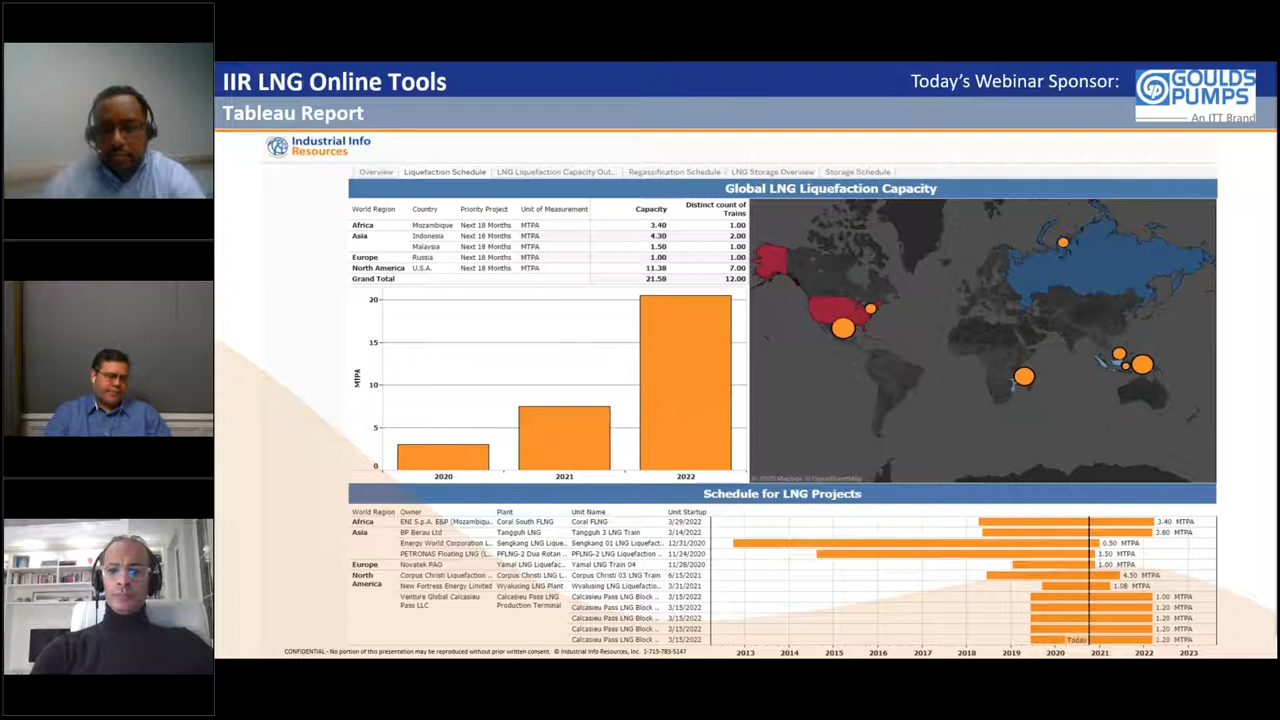 IIR LNG Online Tools
Today's Webinar Sponsor:
GOULDS PUMPS
An ITT Brand
Tableau Report
Industrial Info
Resources
Overview Liquefaction Schedule LNG Liquefaction Capacity Out... Regassification Schedule LNG Storage Overview Storage Schedule
Global LNG Liquefaction Capacity
World Region Country Priority Project Unit of Measurement Capacity Distinct count of Trains
Africa Mozambique Next 18 Months MTPA 3.40 1.00
Asia Indonesia Next 18 Months MTPA 4.30 2.00
Malaysia Next 18 Months MTPA 1.50 1.00
Europe Russia Next 18 Months MTPA 1.00 1.00
North America U.S.A. Next 18 Months MTPA 11.38 7.00
Grand Total 21.58 12.00
20
15
10
5
0
MTPA
2020 2021 2022
© 2020 Mapbox © OpenStreetMap
Schedule for LNG Projects
World Region Owner Plant Unit Name Unit Startup
Africa ENI S.p.A. E&P (Mozambiqu.. Coral South FLNG Coral FLNG 3/29/2022 3.40 MTPA
Asia BP Berau Ltd Tangguh LNG Tangguh 3 LNG Train 3/14/2022 3.80 MTPA
Energy World Corporation L.. Sengkang LNG Lique.. Sengkang 01 LNG Liquefact.. 12/31/2020 0.50 MTPA
PETRONAS Floating LNG (L.. PFLNG-2 Dua Rotan .. PFLNG-2 Liquefaction .. 11/24/2020 1.50 MTPA
Europe Novatek PAO Yamal LNG Liquefac.. Yamal LNG Train 04 11/28/2020 1.00 MTPA
North America Corpus Christi Liquefaction .. Corpus Christi LNG L.. Corpus Christi 03 LNG Train 6/15/2021 4.50 MTPA
New Fortress Energy Limited Wyalusing LNG Plant Wyalusing LNG Liquefactio.. 3/31/2021 1.08 MTPA
Venture Global Calcasieu Pass LLC Calcasieu Pass LNG Production Terminal Calcasieu Pass LNG Block .. 3/15/2022 1.00 MTPA
Calcasieu Pass LNG Block .. 3/15/2022 1.20 MTPA
Calcasieu Pass LNG Block .. 3/15/2022 1.20 MTPA
Calcasieu Pass LNG Block .. 3/15/2022 1.20 MTPA
Calcasieu Pass LNG Block .. 3/15/2022 1.20 MTPA
Today
2013 2014 2015 2016 2017 2018 2019 2020 2021 2022 2023
CONFIDENTIAL - No portion of this presentation may be reproduced without prior written consent. © Industrial Info Resources, Inc. 1-713-783-5147